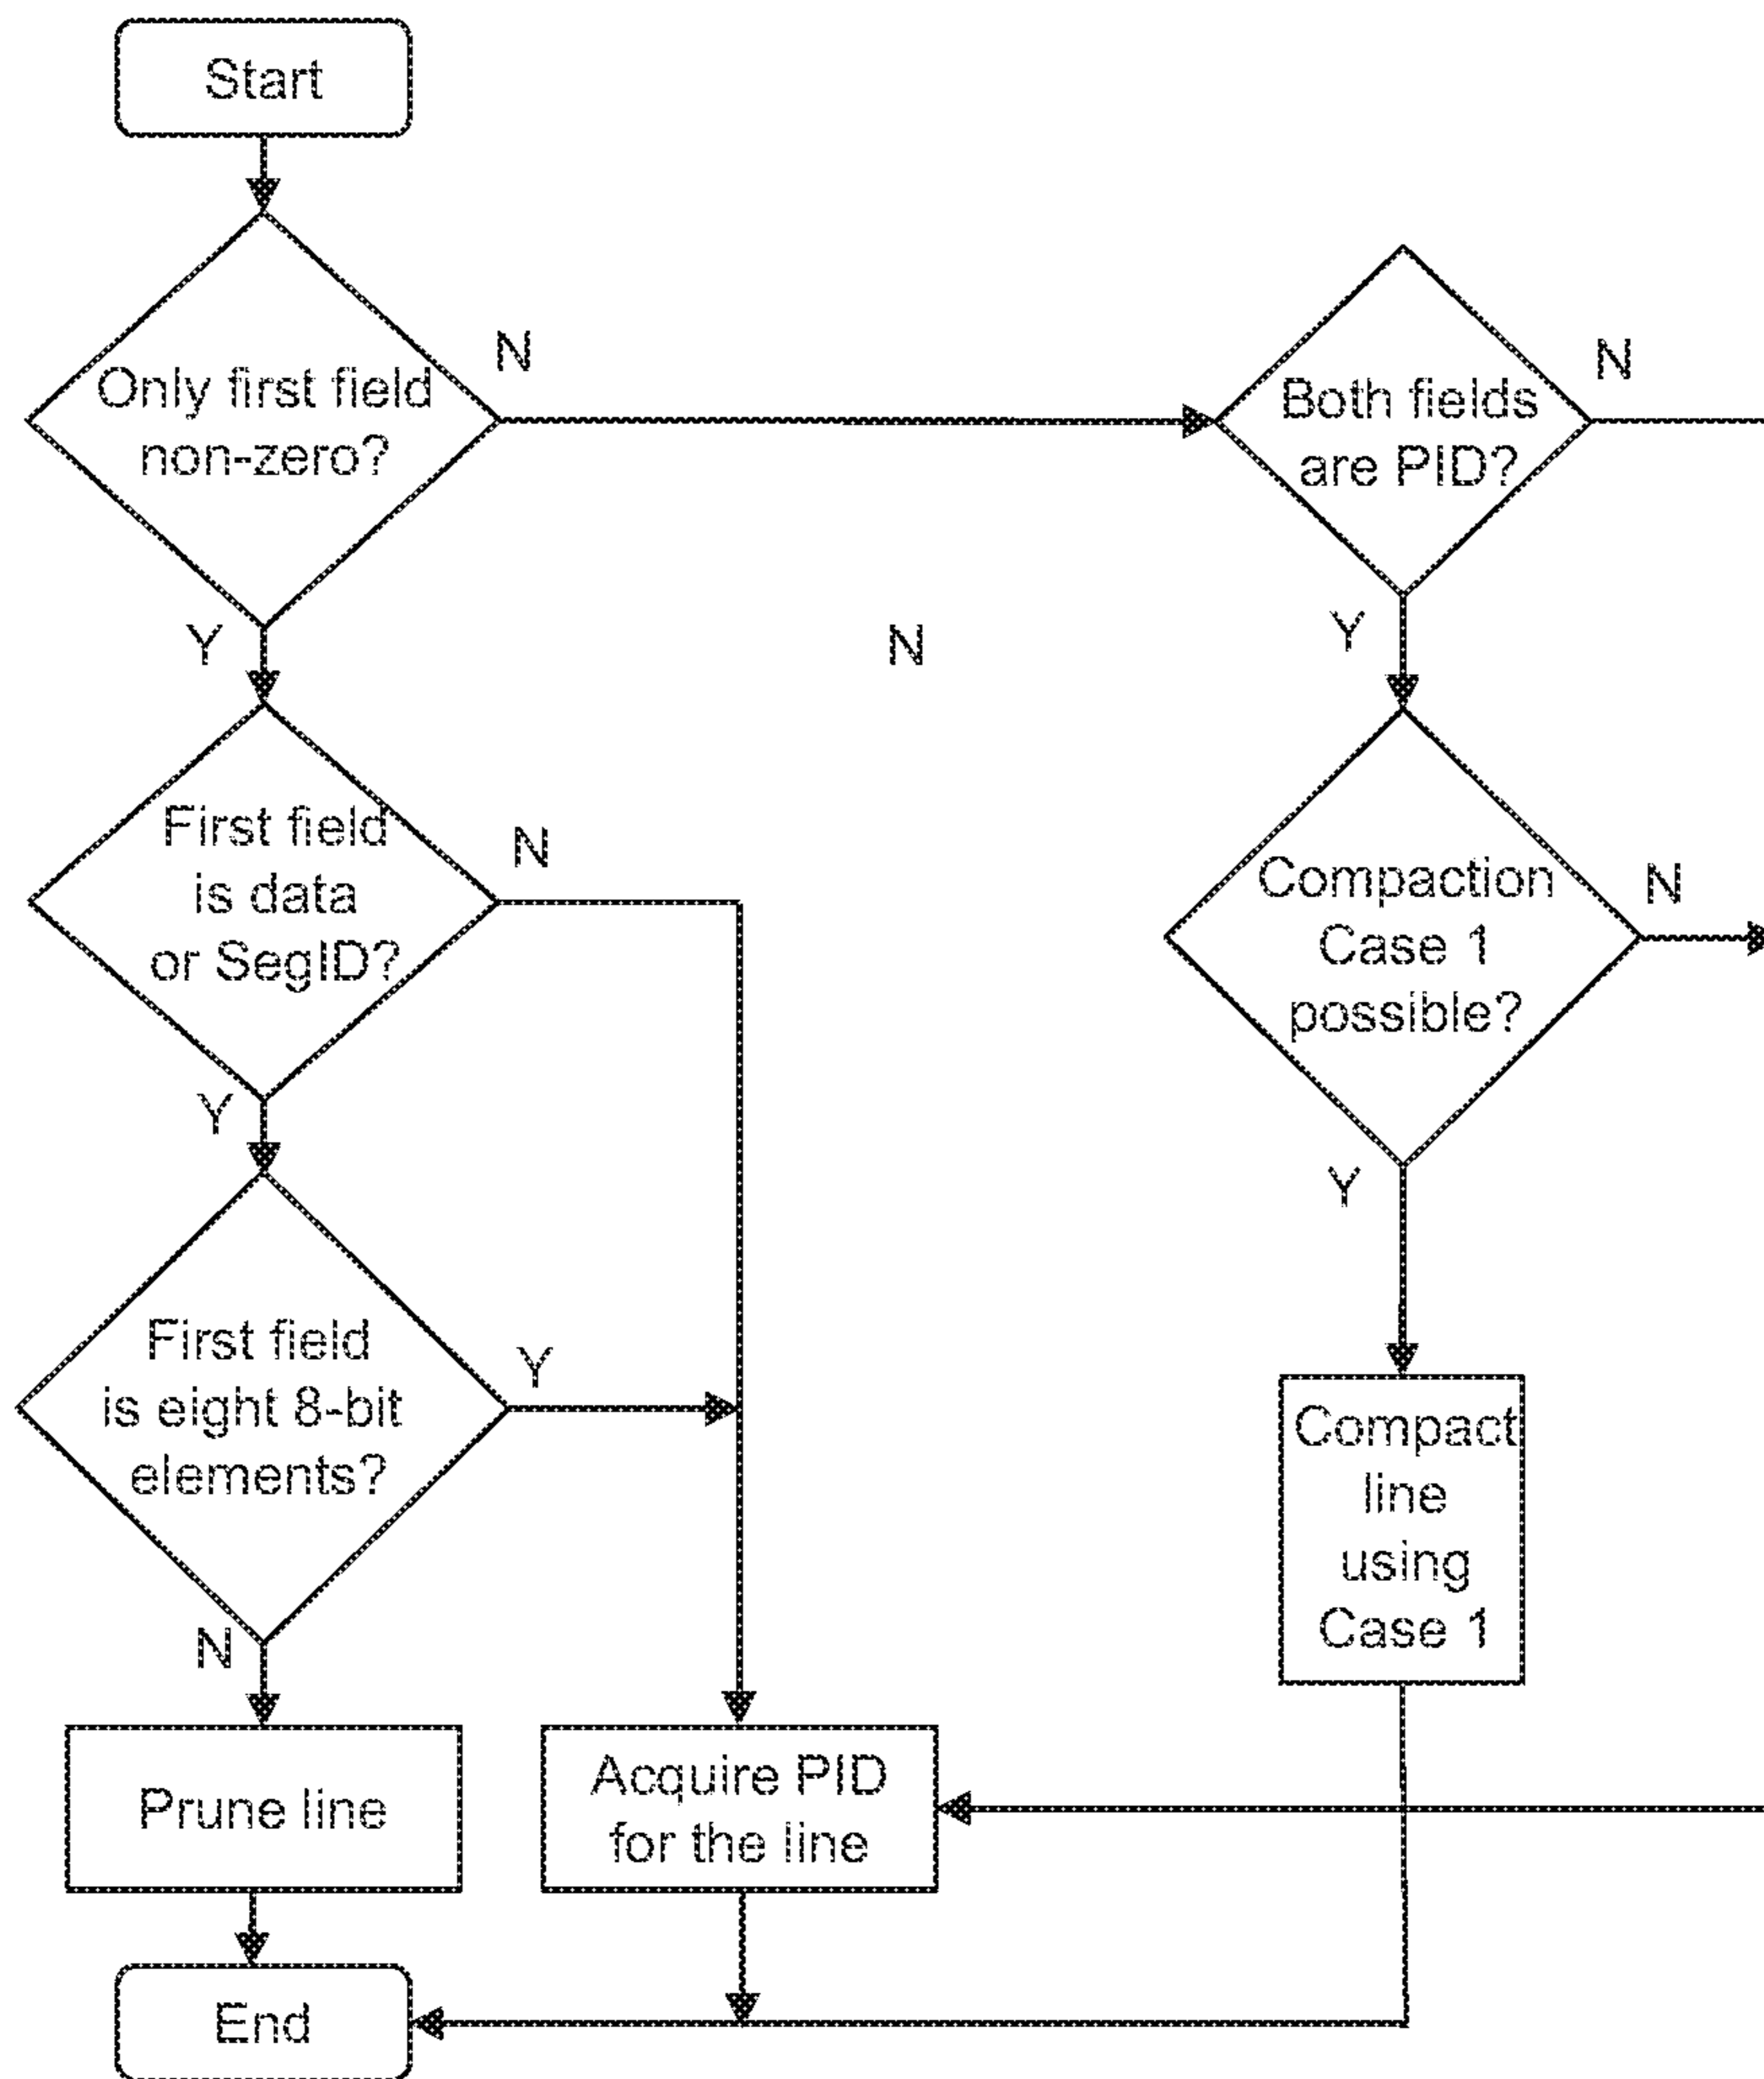 Start
Only first field
non-zero?
N
Y
First field
is data
or SegID?
N
Y
First field
is eight 8-bit
elements?
Y
N
Prune line
End
Acquire PID
for the line
N
Both fields
are PID?
N
Y
Compaction
Case 1
possible?
N
Y
Compact
line
using
Case 1